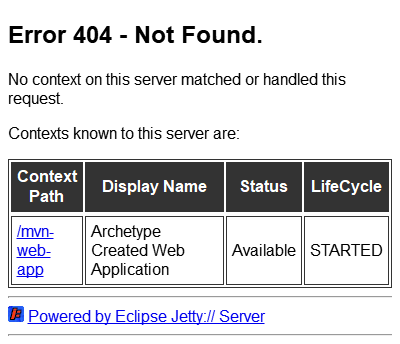 Error 404 - Not Found.
No context on this server matched or handled this
request.
Contexts known to this server are:
Context
Path
Display Name
Status
LifeCycle
/mvn-
web-
app
Archetype
Created Web
Application
Available
STARTED
Powered by Eclipse Jetty:// Server